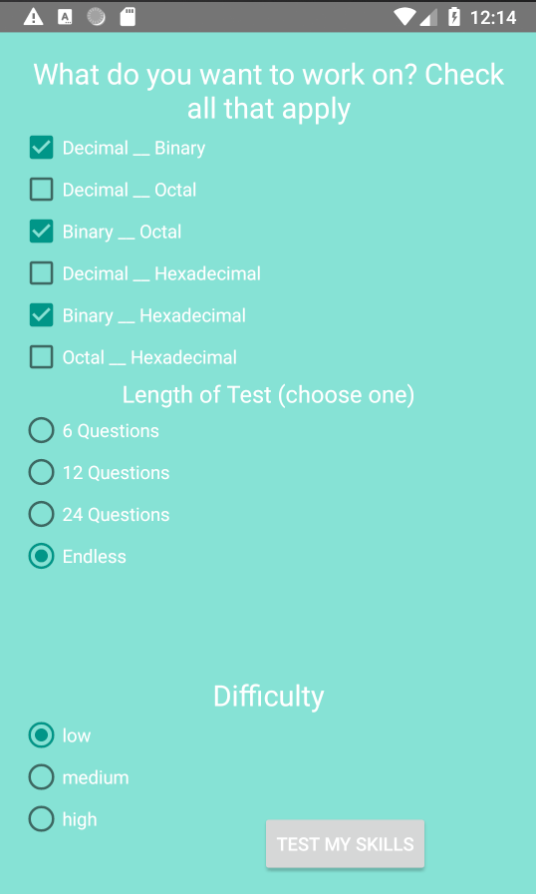 12:14
What do you want to work on? Check
all that apply
Decimal __ Binary
Decimal __ Octal
Binary __ Octal
Decimal __ Hexadecimal
Binary __ Hexadecimal
Octal __ Hexadecimal
Length of Test (choose one)
6 Questions
12 Questions
24 Questions
Endless
Difficulty
low
medium
high
TEST MY SKILLS